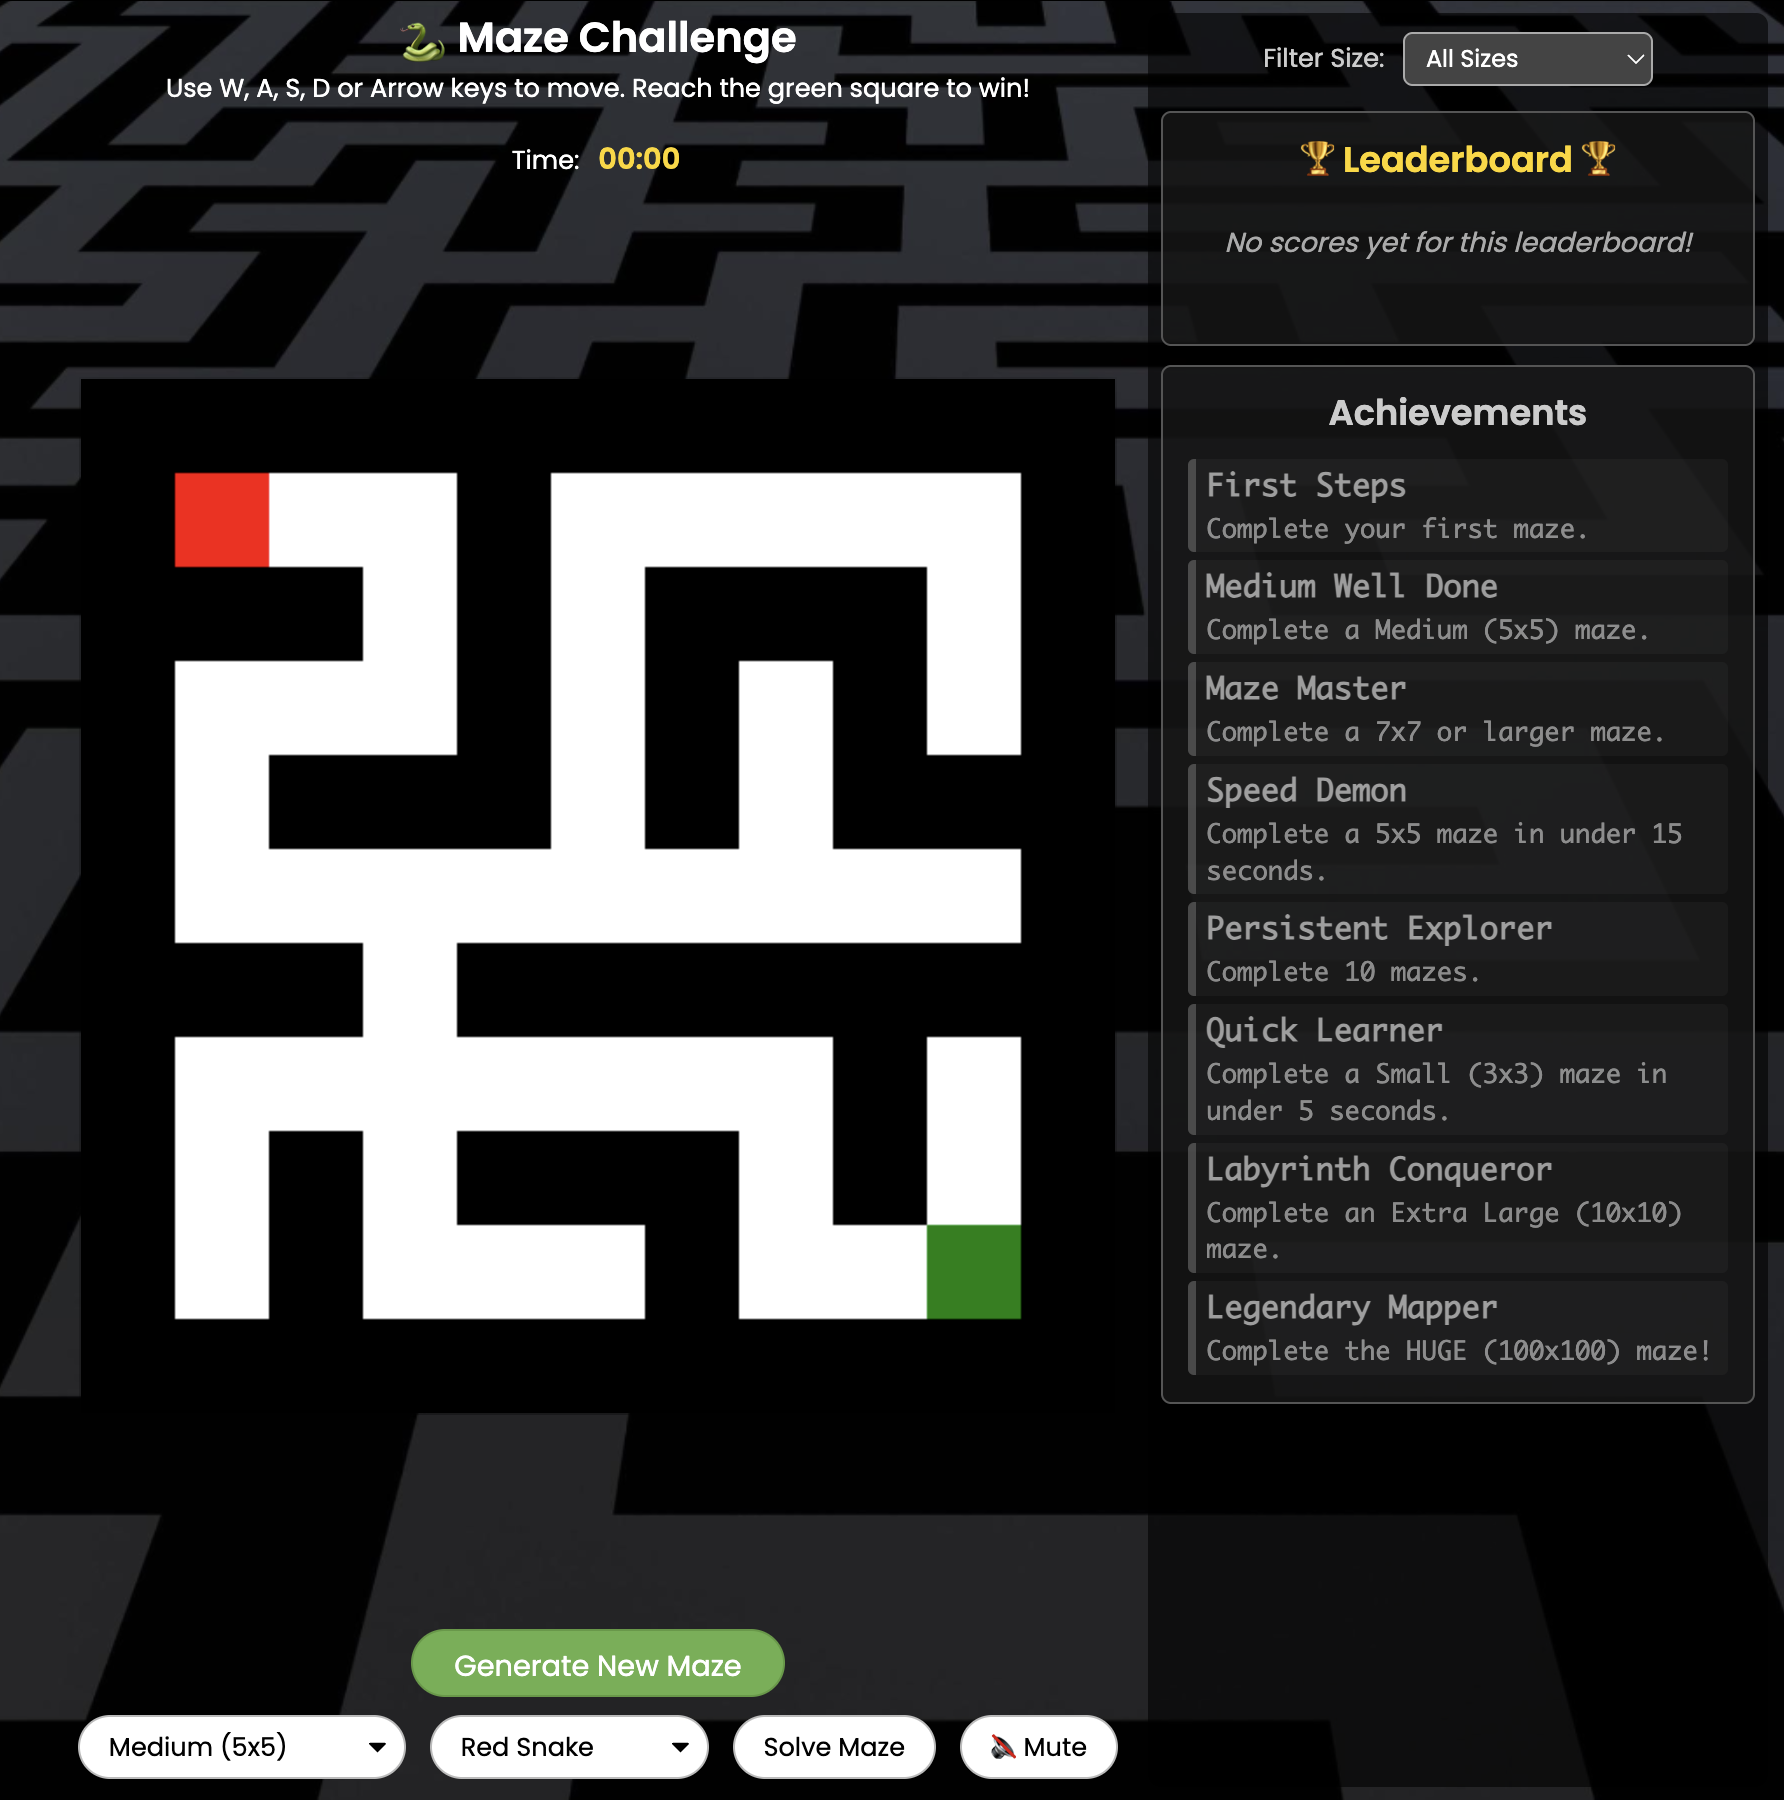 Maze Challenge
Use W, A, S, D or Arrow keys to move. Reach the green square to win!
Time: 00:00
Generate New Maze
Medium (5x5)
Red Snake
Solve Maze
Mute
Filter Size:
All Sizes
Leaderboard
No scores yet for this leaderboard!
Achievements
First Steps
Complete your first maze.
Medium Well Done
Complete a Medium (5x5) maze.
Maze Master
Complete a 7x7 or larger maze.
Speed Demon
Complete a 5x5 maze in under 15
seconds.
Persistent Explorer
Complete 10 mazes.
Quick Learner
Complete a Small (3x3) maze in
under 5 seconds.
Labyrinth Conqueror
Complete an Extra Large (10x10)
maze.
Legendary Mapper
Complete the HUGE (100x100) maze!